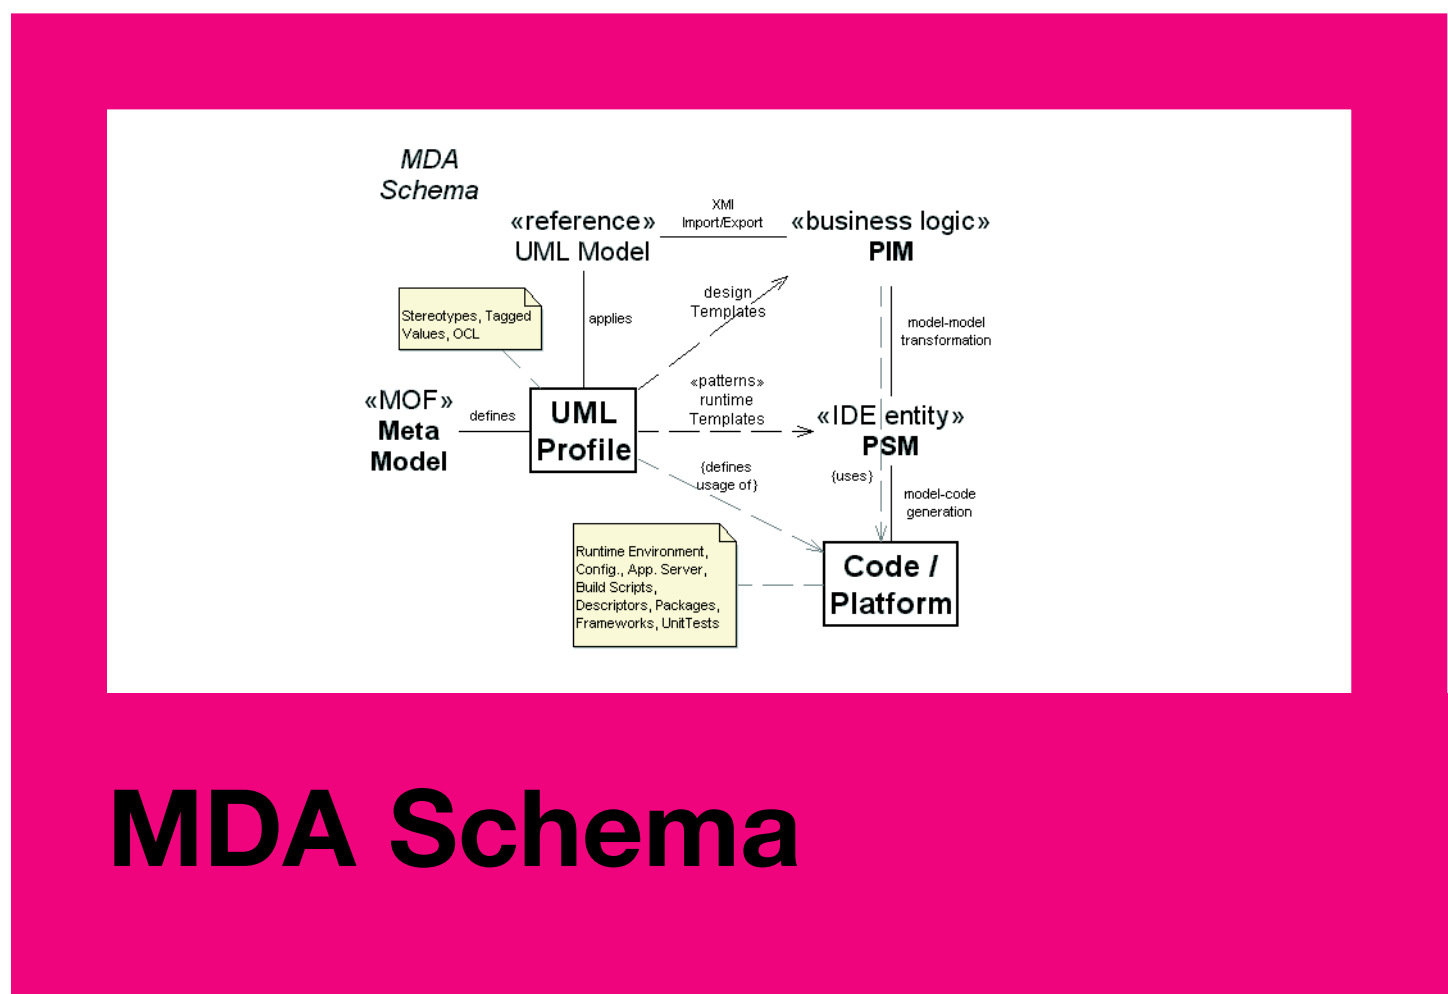 MDA
Schema
«reference»
UML Model
XMI
Import/Export
«business logic»
PIM
design
Templates
Stereotypes, Tagged
Values, OCL
applies
model-model
transformation
«MOF»
Meta
Model
defines
UML
Profile
«patterns»
runtime
Templates
«IDE entity»
PSM
{defines
usage of}
{uses}
model-code
generation
Runtime Environment,
Config., App. Server,
Build Scripts,
Descriptors, Packages,
Frameworks, UnitTests
Code /
Platform
MDA Schema